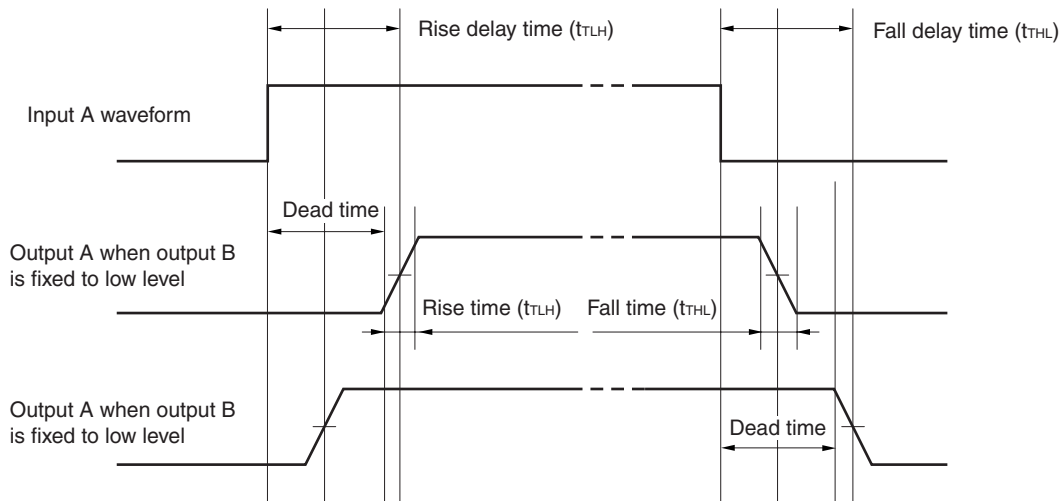 Rise delay time (tTLH)
Fall delay time (tTHL)
Input A waveform
Dead time
Output A when output B
is fixed to low level
Rise time (tTLH)
Fall time (tTHL)
Output A when output B
is fixed to low level
Dead time